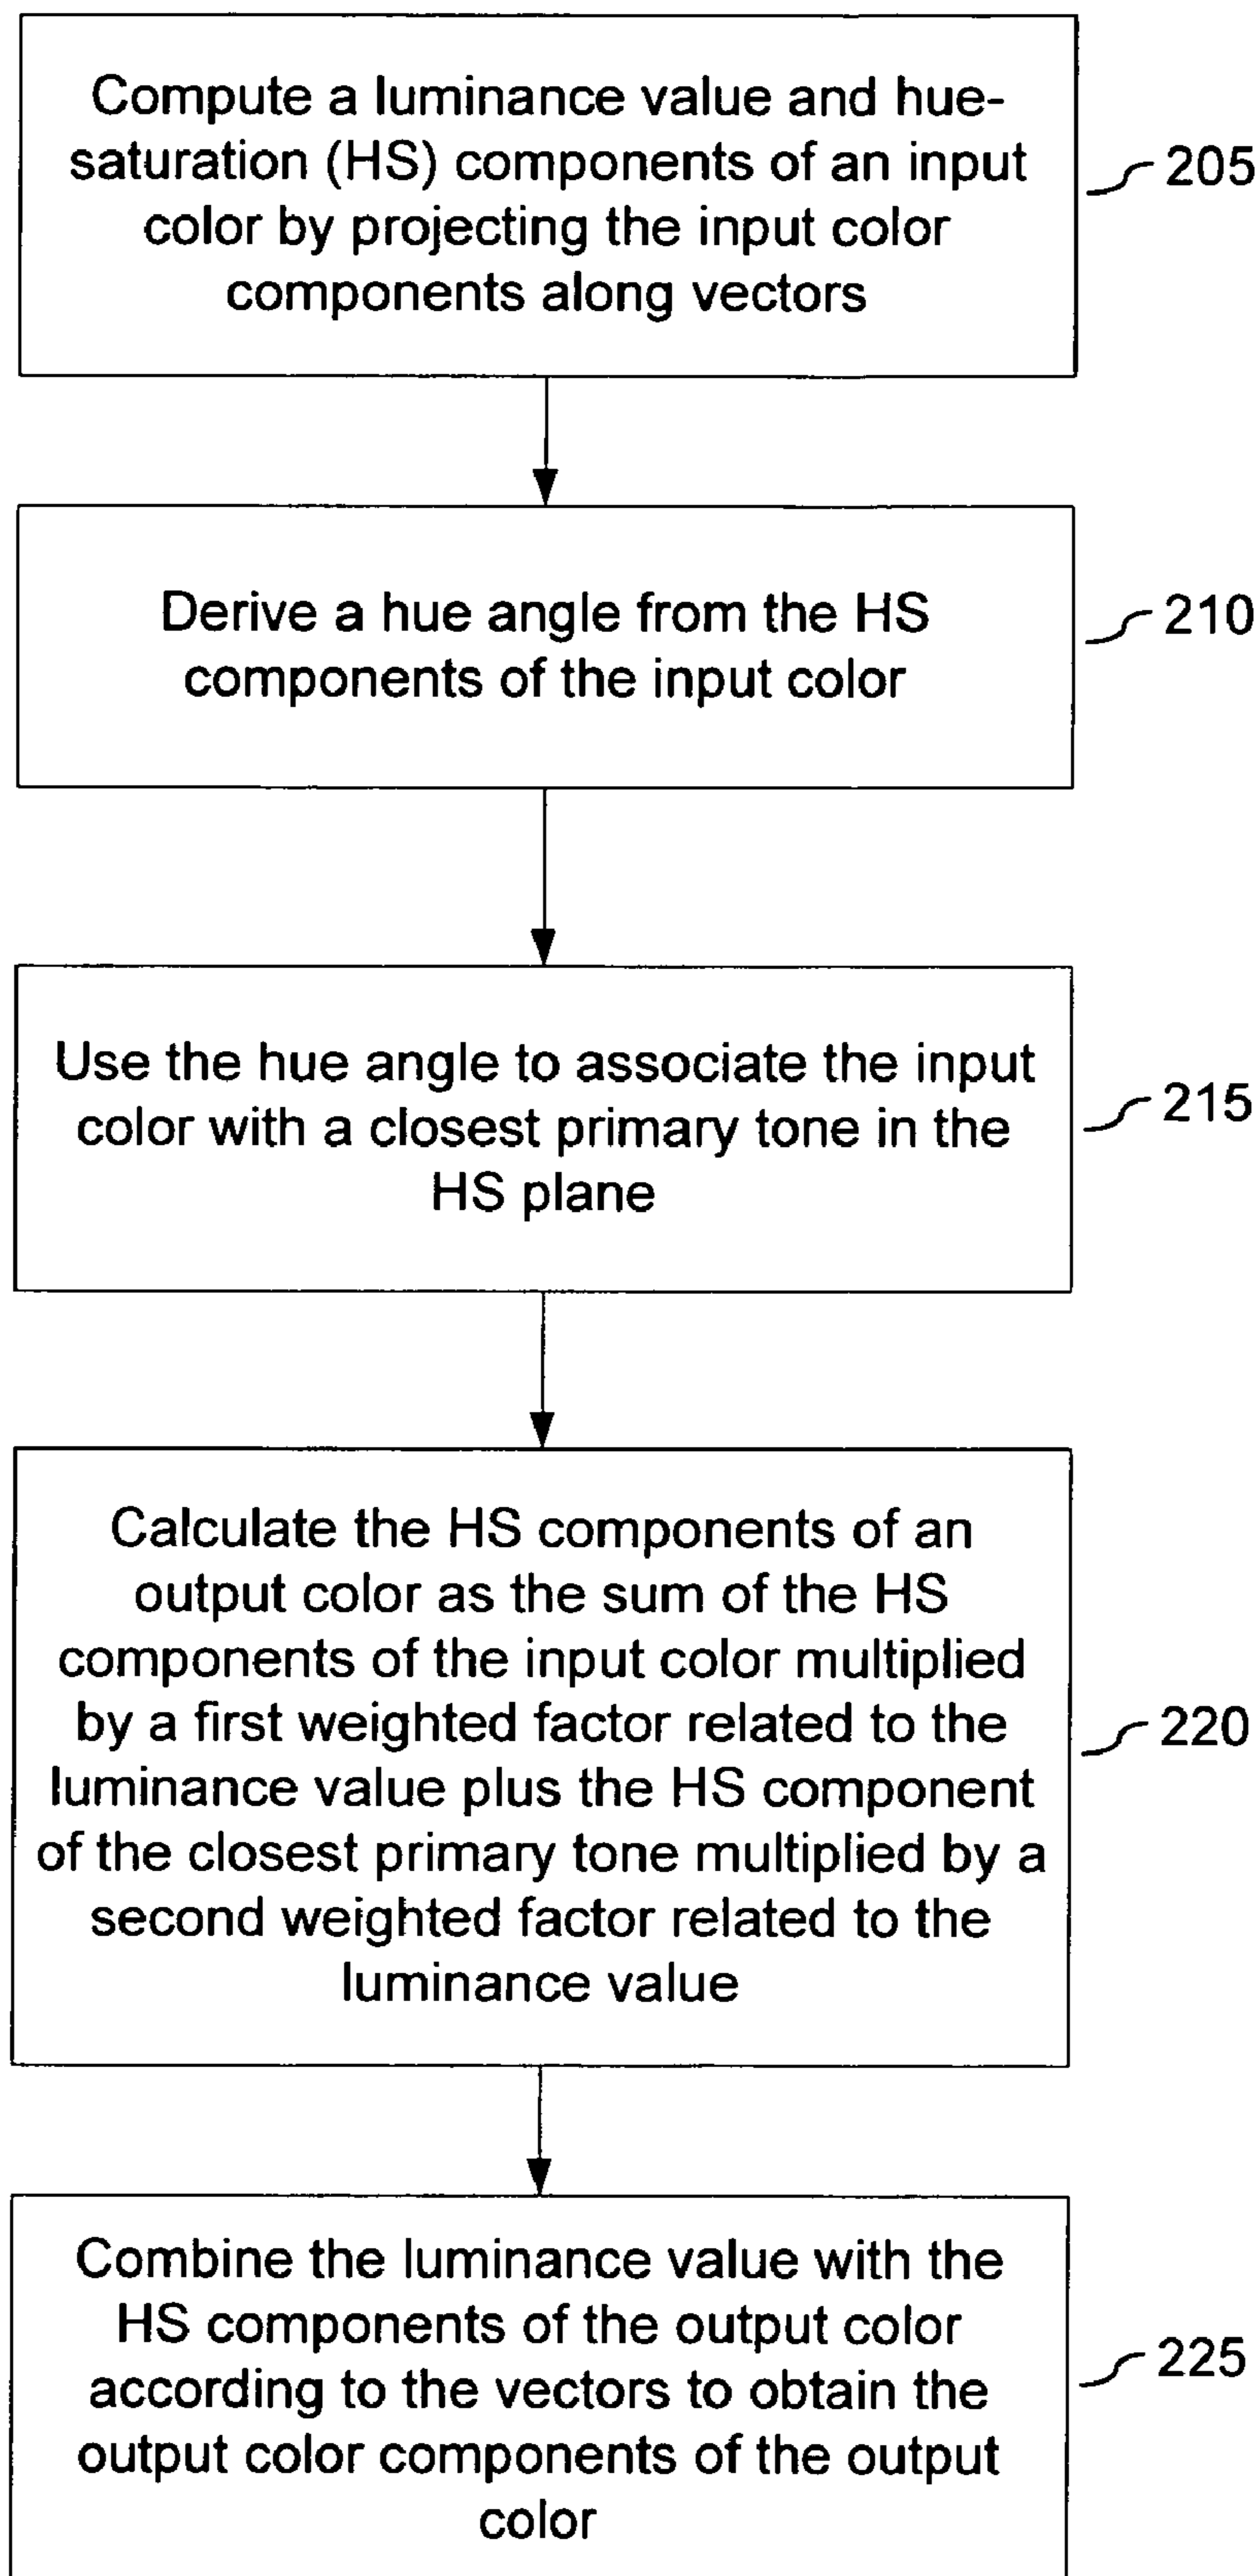 Compute a luminance value and hue-
saturation (HS) components of an input
color by projecting the input color
components along vectors
205
Derive a hue angle from the HS
components of the input color
210
Use the hue angle to associate the input
color with a closest primary tone in the
HS plane
215
Calculate the HS components of an
output color as the sum of the HS
components of the input color multiplied
by a first weighted factor related to the
luminance value plus the HS component
of the closest primary tone multiplied by a
second weighted factor related to the
luminance value
220
Combine the luminance value with the
HS components of the output color
according to the vectors to obtain the
output color components of the output
color
225